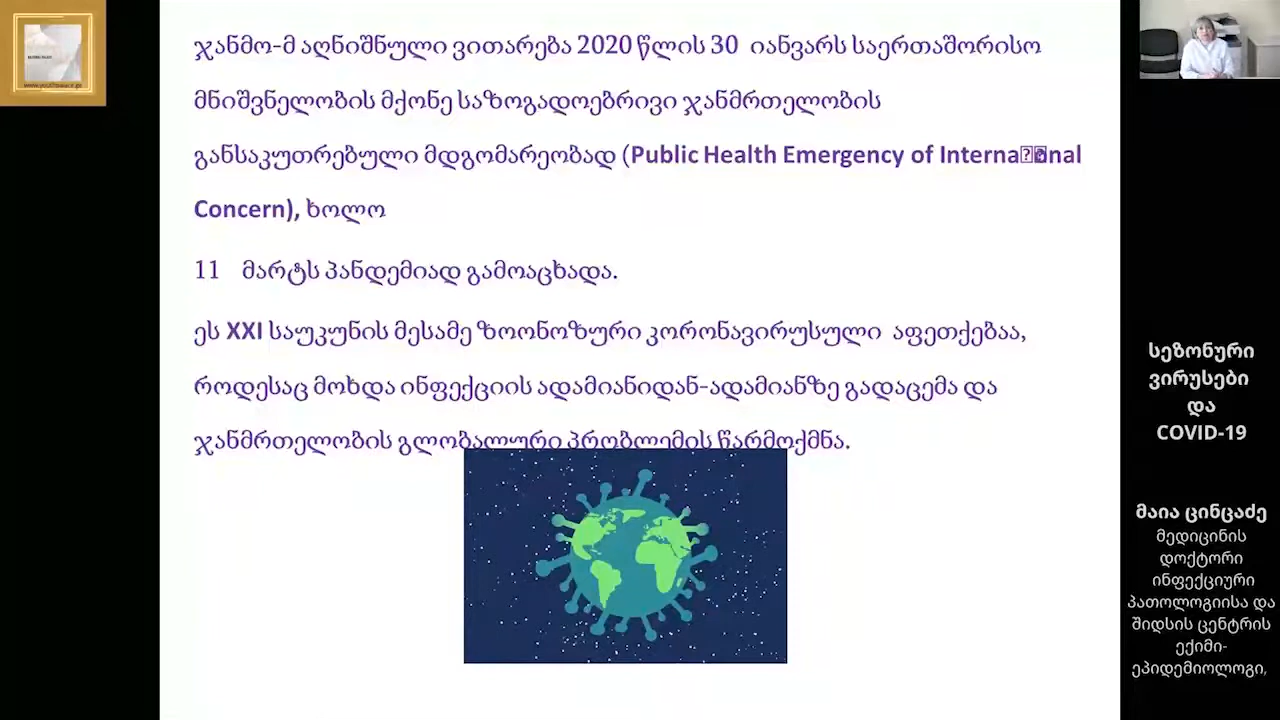 ჯანმო-მ აღნიშნული ვითარება 2020 წლის 30 იანვარს საერთაშორისო
მნიშვნელობის მქონე საზოგადოებრივი ჯანმრთელობის
განსაკუთრებული მდგომარეობად (Public Health Emergency of Interna🯄onal
Concern), ხოლო
11 მარტს პანდემიად გამოაცხადა.
ეს XXI საუკუნის მესამე ზოონოზური კორონავირუსული აფეთქებაა,
როდესაც მოხდა ინფექციის ადამიანიდან-ადამიანზე გადაცემა და
ჯანმრთელობის გლობალური პრობლემის წარმოქმნა.
სეზონური
ვირუსები
და
COVID-19
მაია ცინცაძე
მედიცინის
დოქტორი
ინფექციური
პათოლოგიისა და
შიდსის ცენტრის
ექიმი-
ეპიდემიოლოგი,